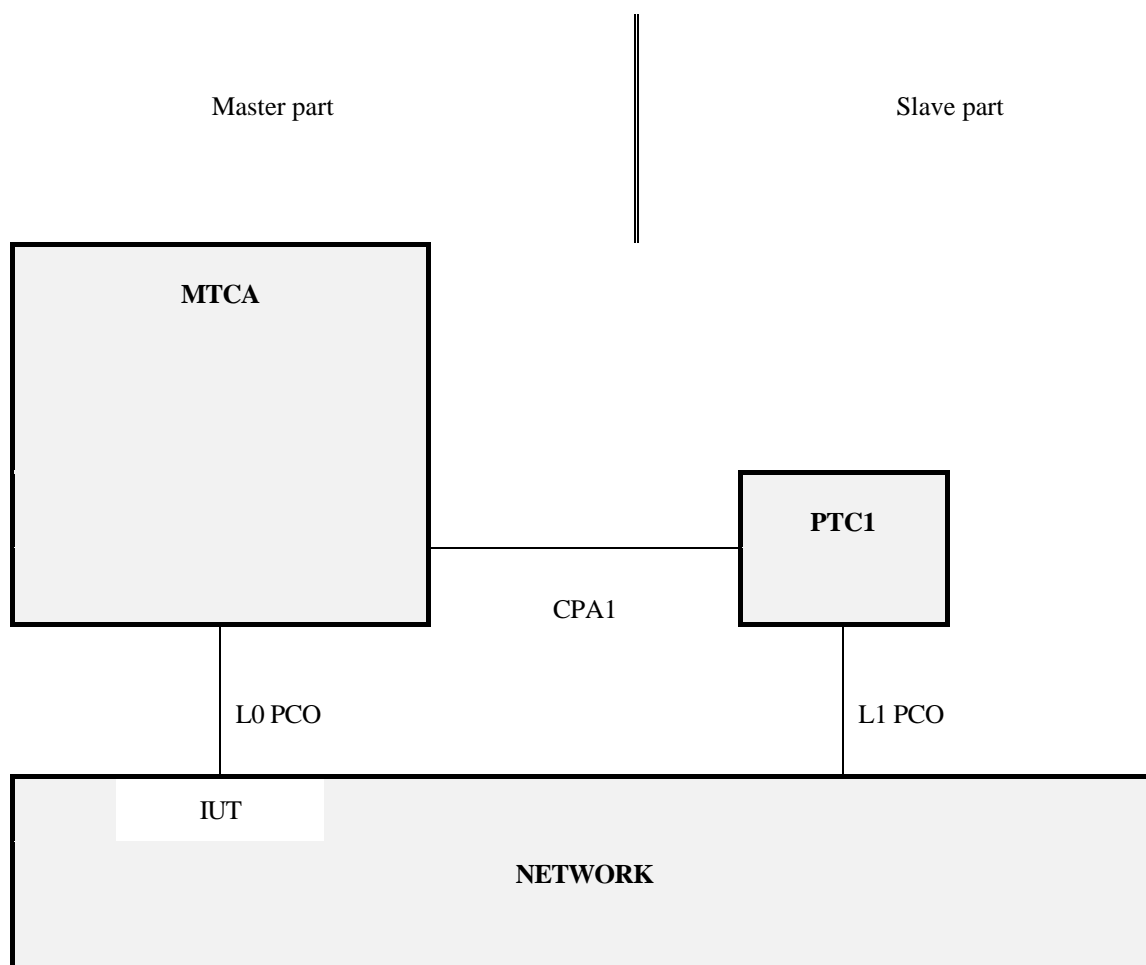 Master part
Slave part
MTCA
PTC1
CPA1
L0 PCO
L1 PCO
IUT
NETWORK